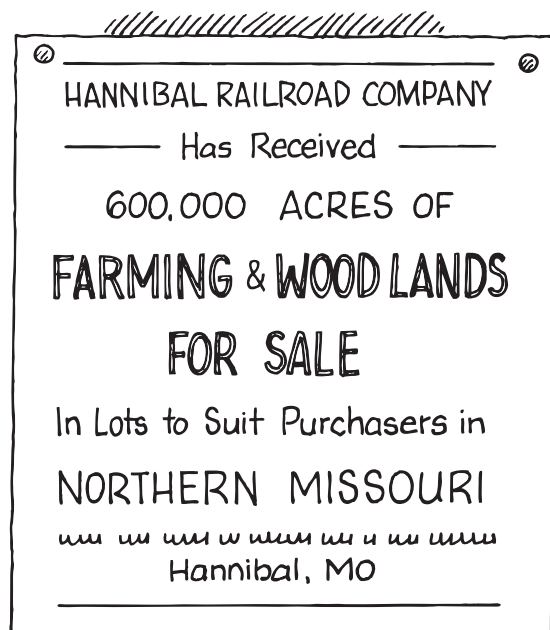 HANNIBAL RAILROAD COMPANY
Has Received
600,000 ACRES OF
FARMING & WOOD LANDS
FOR SALE
In Lots to Suit Purchasers in
NORTHERN MISSOURI
Hannibal, MO